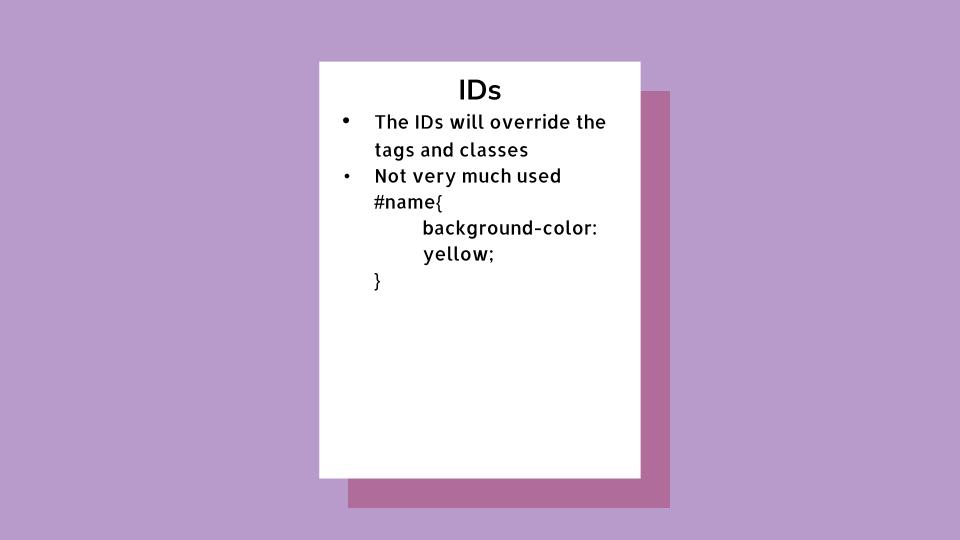 IDs
• The IDs will override the
tags and classes
• Not very much used
#name{
background-color:
yellow;
}